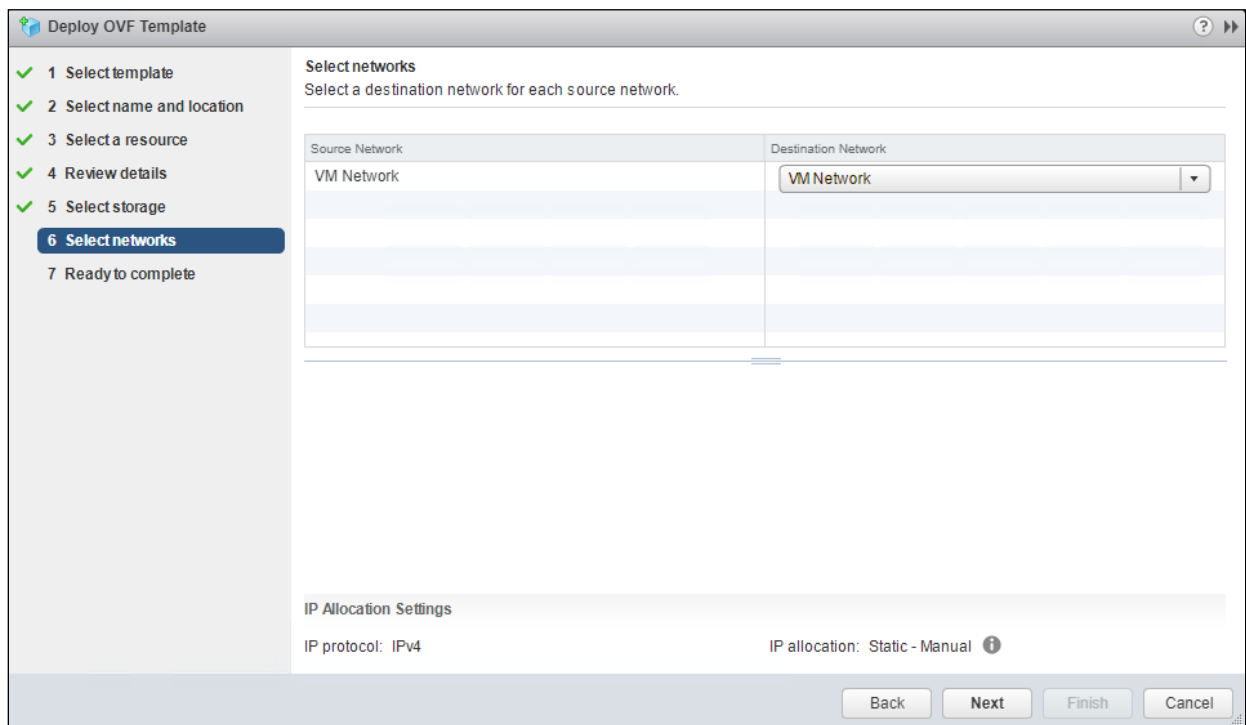 Deploy OVF Template
?
1 Select template
2 Select name and location
3 Select a resource
4 Review details
5 Select storage
6 Select networks
7 Ready to complete
Select networks
Select a destination network for each source network.
Source Network Destination Network
VM Network VM Network
IP Allocation Settings
IP protocol: IPv4 IP allocation: Static - Manual i
Back Next Finish Cancel